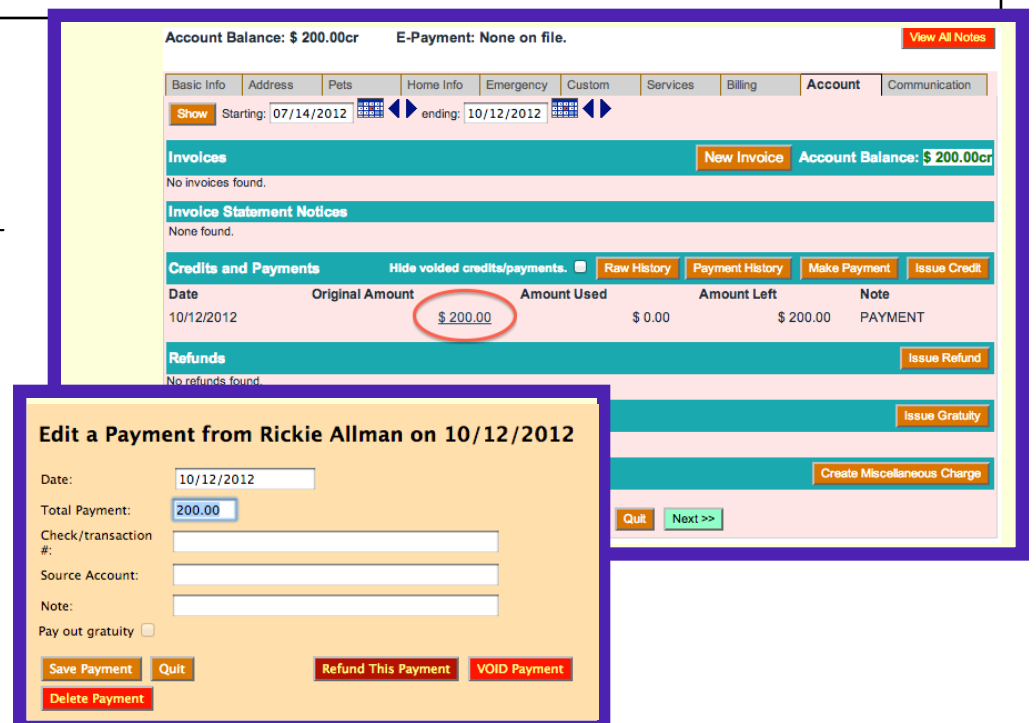 Account Balance: $ 200.00cr E-Payment: None on file. View All Notes
Basic Info Address Pets Home Info Emergency Custom Services Billing Account Communication
Show Starting: 07/14/2012 ending: 10/12/2012
Invoices New Invoice Account Balance: $ 200.00cr
No invoices found.
Invoice Statement Notices
None found.
Credits and Payments Hide voided credits/payments. Raw History Payment History Make Payment Issue Credit
Date Original Amount Amount Used Amount Left Note
10/12/2012 $ 200.00 $ 0.00 $ 200.00 PAYMENT
Refunds Issue Refund
No refunds found.
Issue Gratuity
Create Miscellaneous Charge
Quit Next >>
Edit a Payment from Rickie Allman on 10/12/2012
Date: 10/12/2012
Total Payment: 200.00
Check/transaction
#:
Source Account:
Note:
Pay out gratuity
Save Payment Quit Refund This Payment VOID Payment
Delete Payment